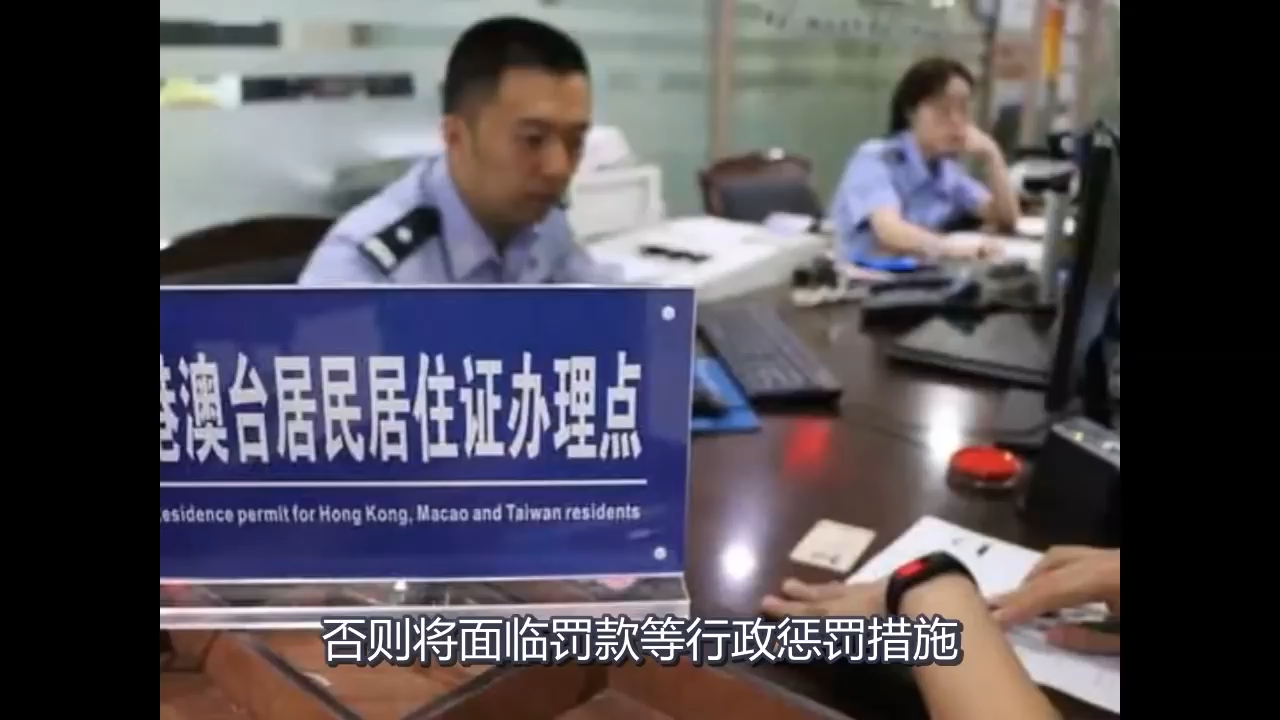 港澳台居民居住证办理点
esidence permit for Hong Kong, Macao and Taiwan residents
否则将面临罚款等行政惩罚措施